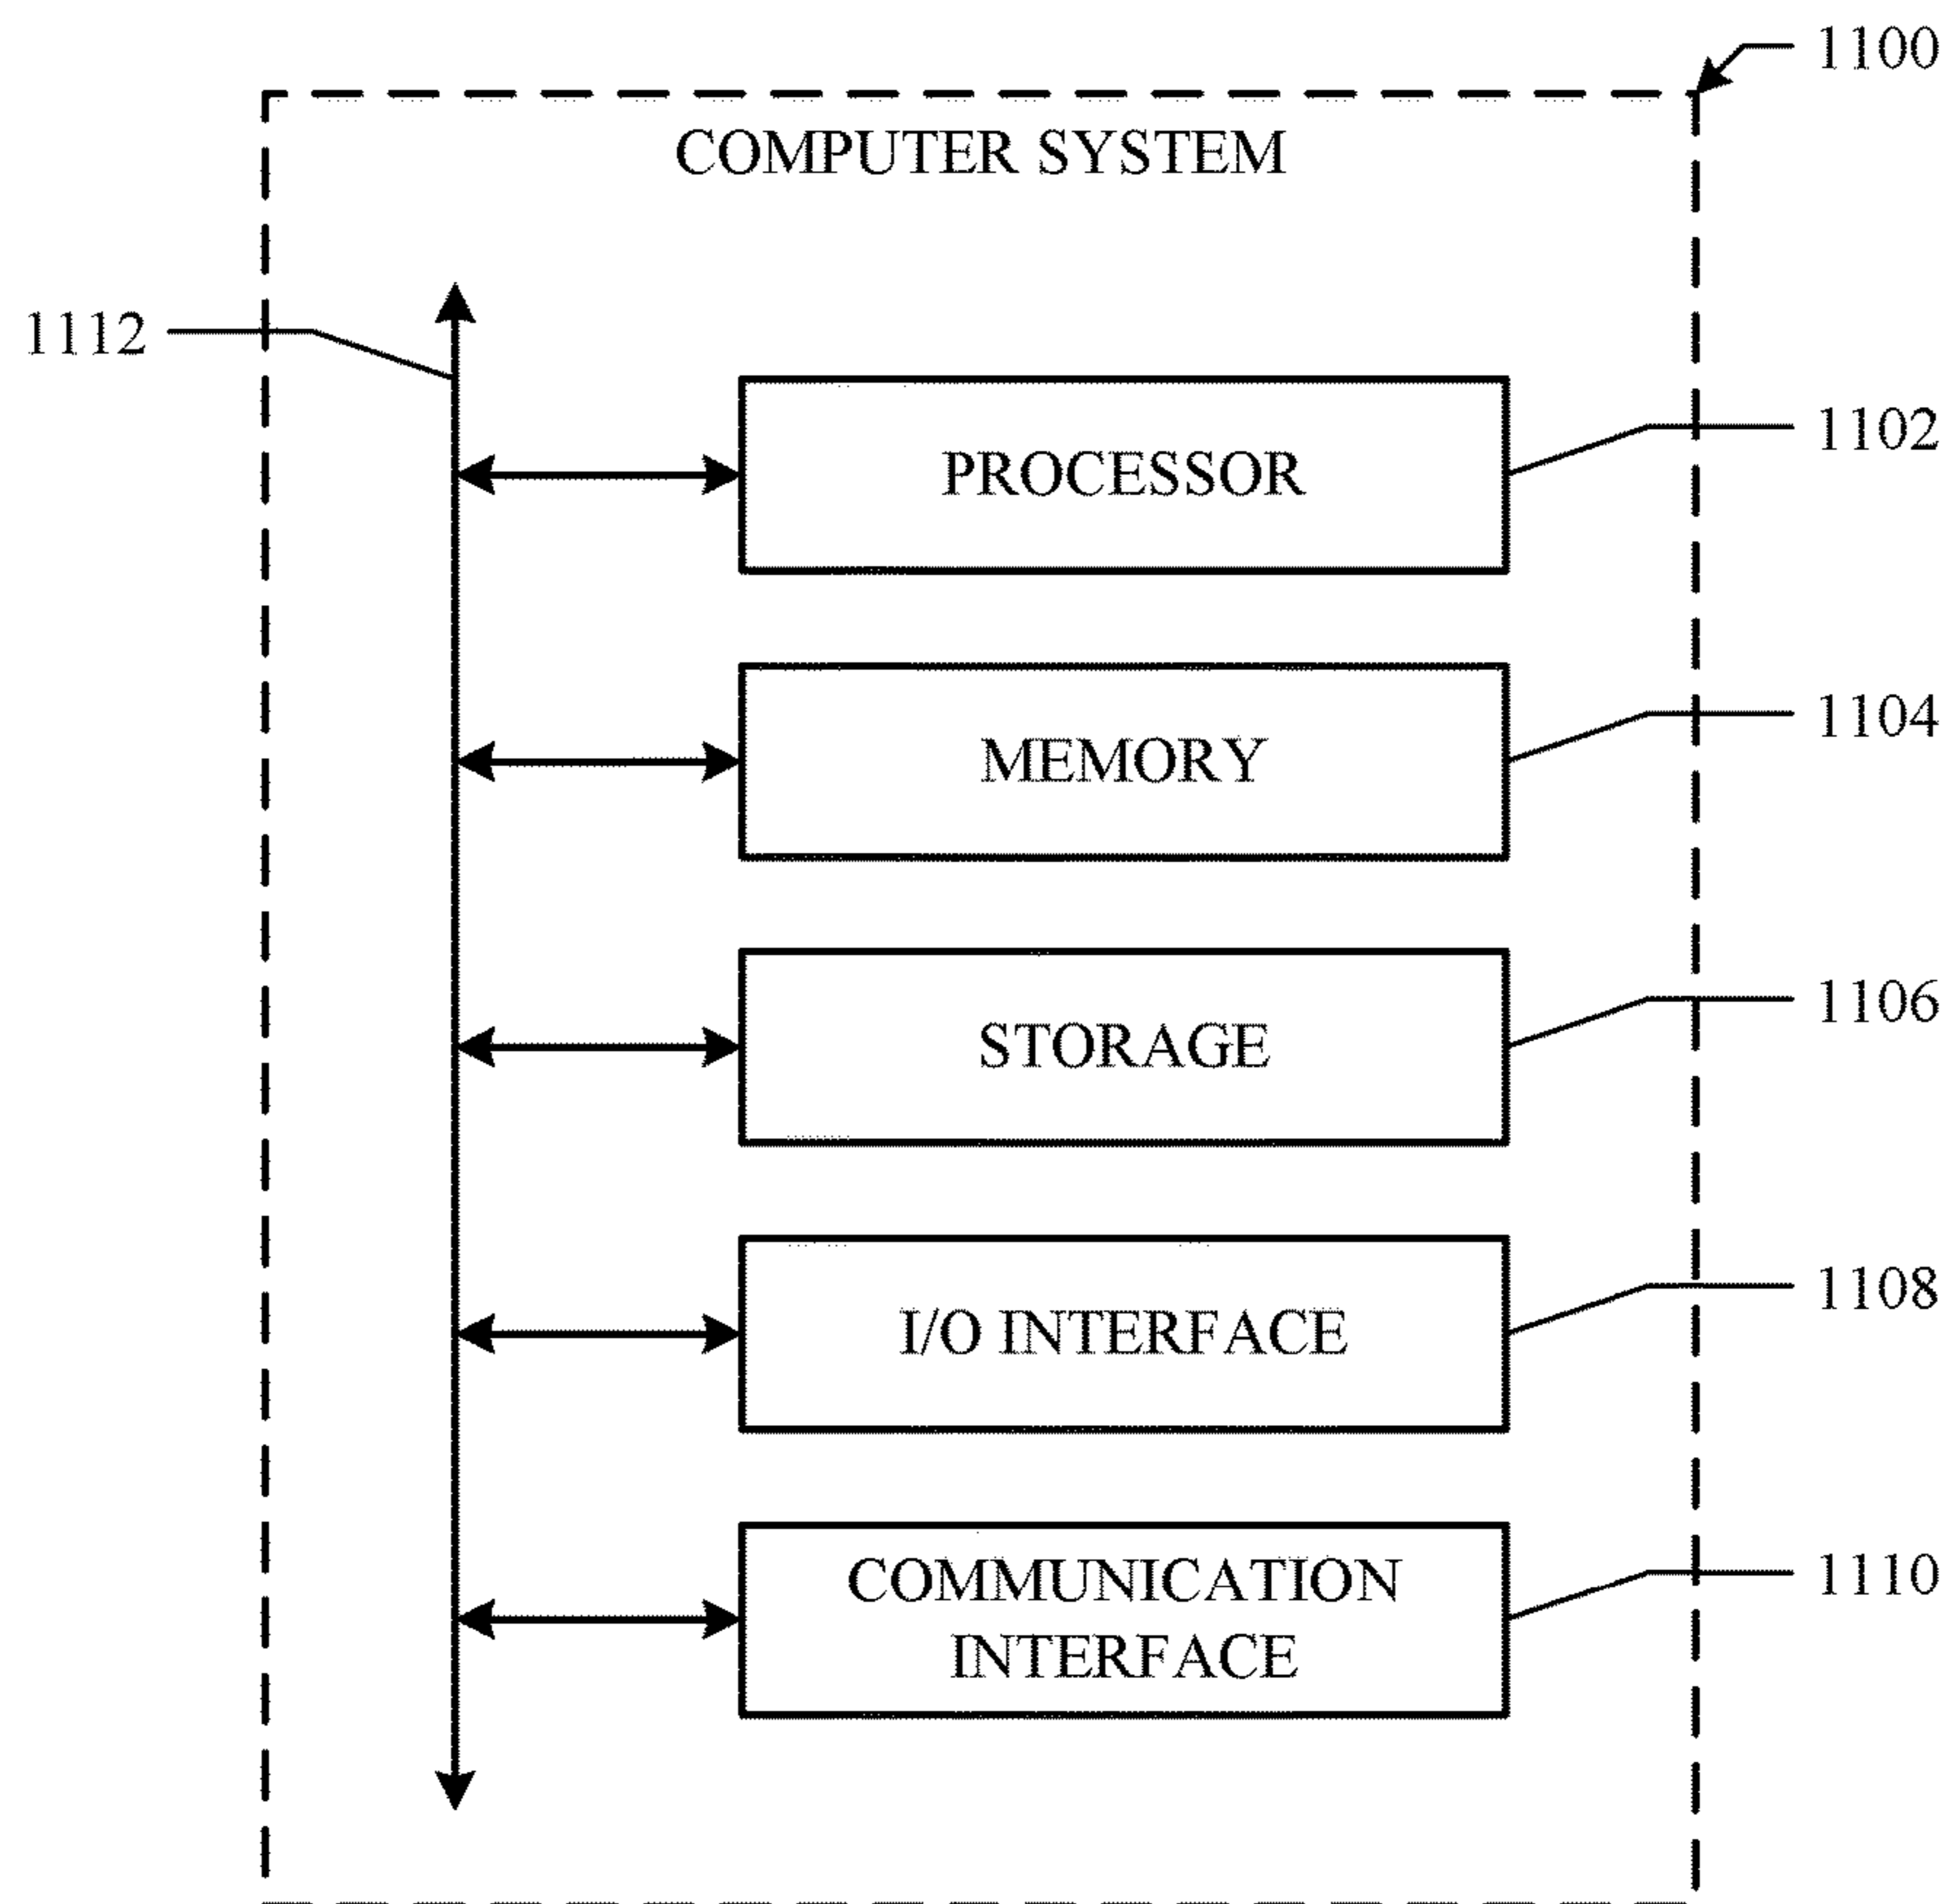 1100
COMPUTER SYSTEM
1112
1102
PROCESSOR
1104
MEMORY
1106
STORAGE
1108
I/O INTERFACE
1110
COMMUNICATION
INTERFACE